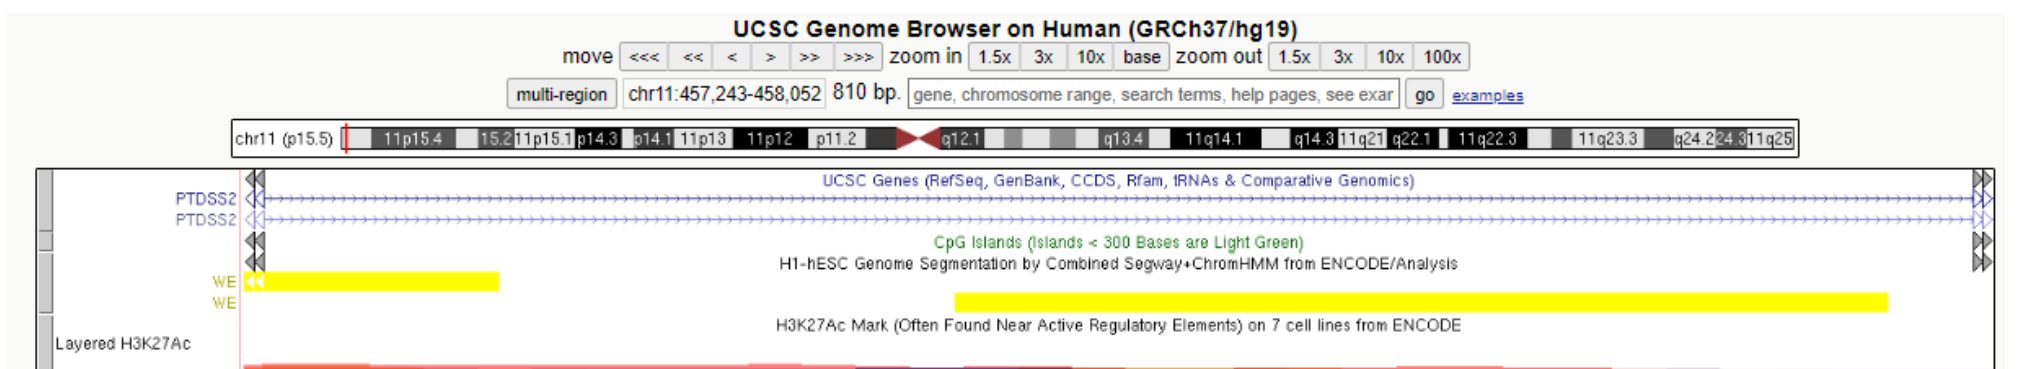 UCSC Genome Browser on Human (GRCh37/hg19)
move <<< << < > >> >>> zoom in 1.5x 3x 10x base zoom out 1.5x 3x 10x 100x
multi-region chr11:457,243-458,052 810 bp. gene, chromosome range, search terms, help pages, see exar go examples
chr11 (p15.5) 11p15.4 15.2 11p15.1 p14.3 p14.1 11p13 11p12 p11.2 q12.1 q13.4 11q14.1 q14.3 11q21 q22.1 11q22.3 11q23.3 q24.2 24.3 11q25
UCSC Genes (RefSeq, GenBank, CCDS, Rfam, tRNAs & Comparative Genomics)
PTDSS2
PTDSS2
CpG Islands (Islands < 300 Bases are Light Green)
H1-hESC Genome Segmentation by Combined Segway+ChromHMM from ENCODE/Analysis
WE
WE
H3K27Ac Mark (Often Found Near Active Regulatory Elements) on 7 cell lines from ENCODE
Layered H3K27Ac